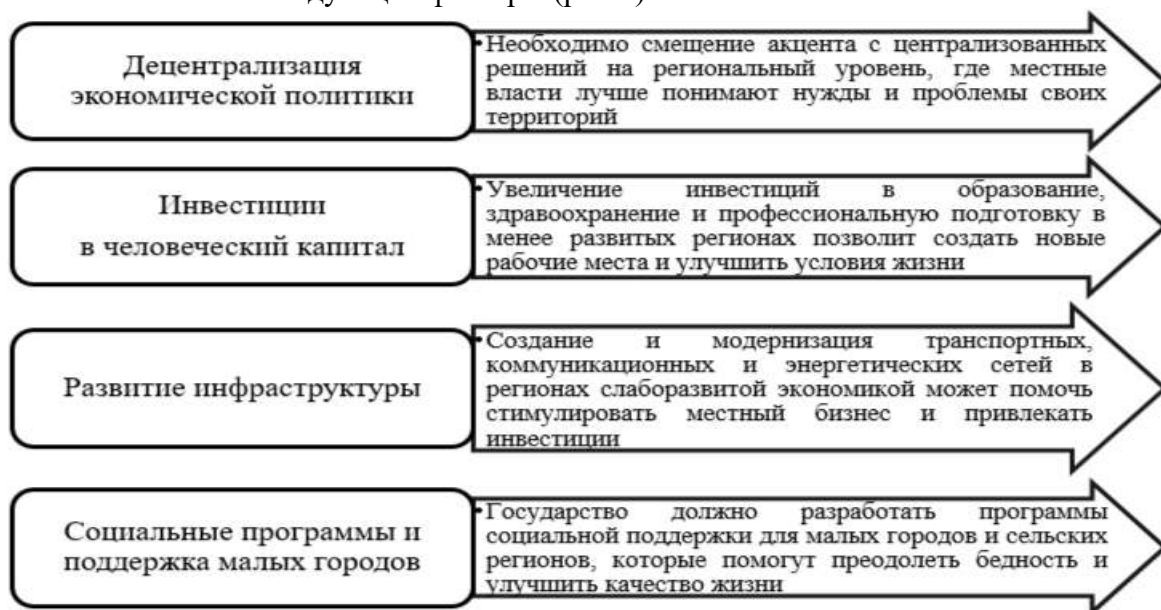 Децентрализация
экономической политики
• Необходимо смещение акцента с централизованных
решений на региональный уровень, где местные
власти лучше понимают нужды и проблемы своих
территорий
Инвестиции
в человеческий капитал
• Увеличение инвестиций в образование,
здравоохранение и профессиональную подготовку в
менее развитых регионах позволит создать новые
рабочие места и улучшить условия жизни
Развитие инфраструктуры
• Создание и модернизация транспортных,
коммуникационных и энергетических сетей в
регионах слаборазвитой экономикой может помочь
стимулировать местный бизнес и привлекать
инвестиции
Социальные программы и
поддержка малых городов
• Государство должно разработать программы
социальной поддержки для малых городов и сельских
регионов, которые помогут преодолеть бедность и
улучшить качество жизни